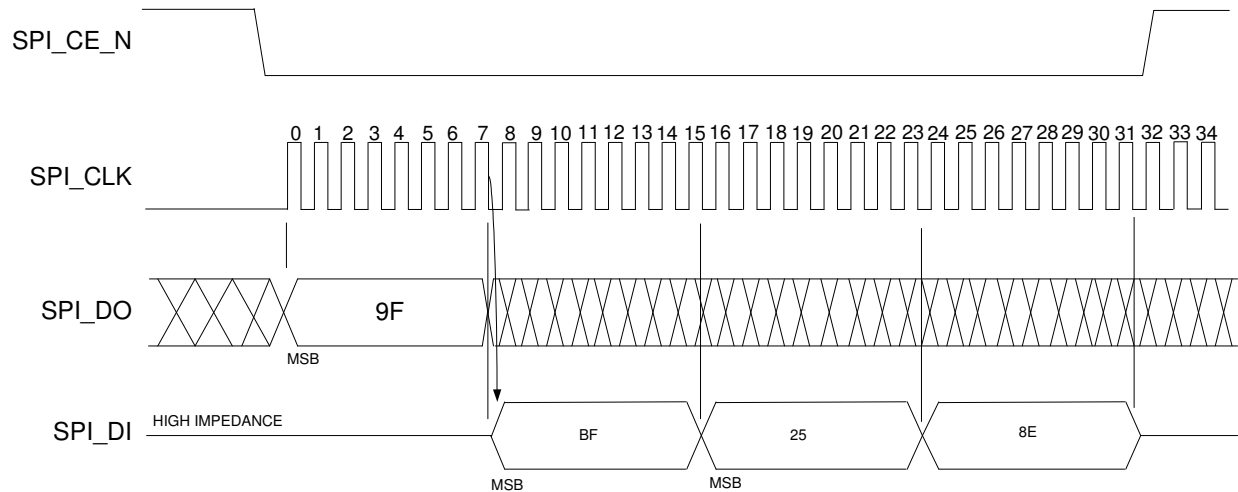 SPI_CE_N
0 1 2 3 4 5 6 7 8 9 10 11 12 13 14 15 16 17 18 19 20 21 22 23 24 25 26 27 28 29 30 31 32 33 34
SPI_CLK
SPI_DO
9F
MSB
HIGH IMPEDANCE
SPI_DI
BF
25
8E
MSB
MSB